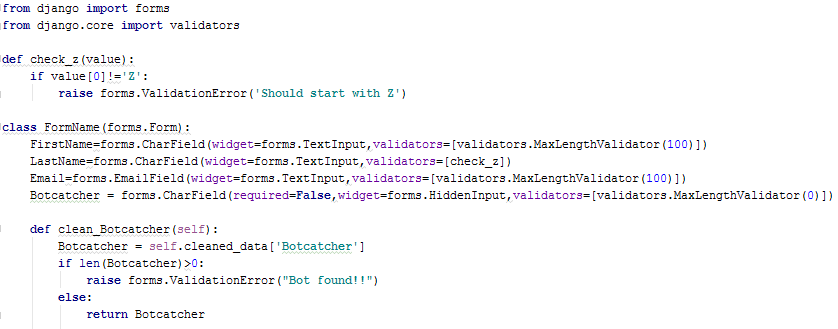 from django import forms
from django.core import validators

def check_z(value):
    if value[0]!='Z':
        raise forms.ValidationError('Should start with Z')

class FormName(forms.Form):
    FirstName=forms.CharField(widget=forms.TextInput,validators=[validators.MaxLengthValidator(100)])
    LastName=forms.CharField(widget=forms.TextInput,validators=[check_z])
    Email=forms.EmailField(widget=forms.TextInput,validators=[validators.MaxLengthValidator(100)])
    Botcatcher = forms.CharField(required=False,widget=forms.HiddenInput,validators=[validators.MaxLengthValidator(0)])

    def clean_Botcatcher(self):
        Botcatcher = self.cleaned_data['Botcatcher']
        if len(Botcatcher)>0:
            raise forms.ValidationError("Bot found!!")
        else:
            return Botcatcher